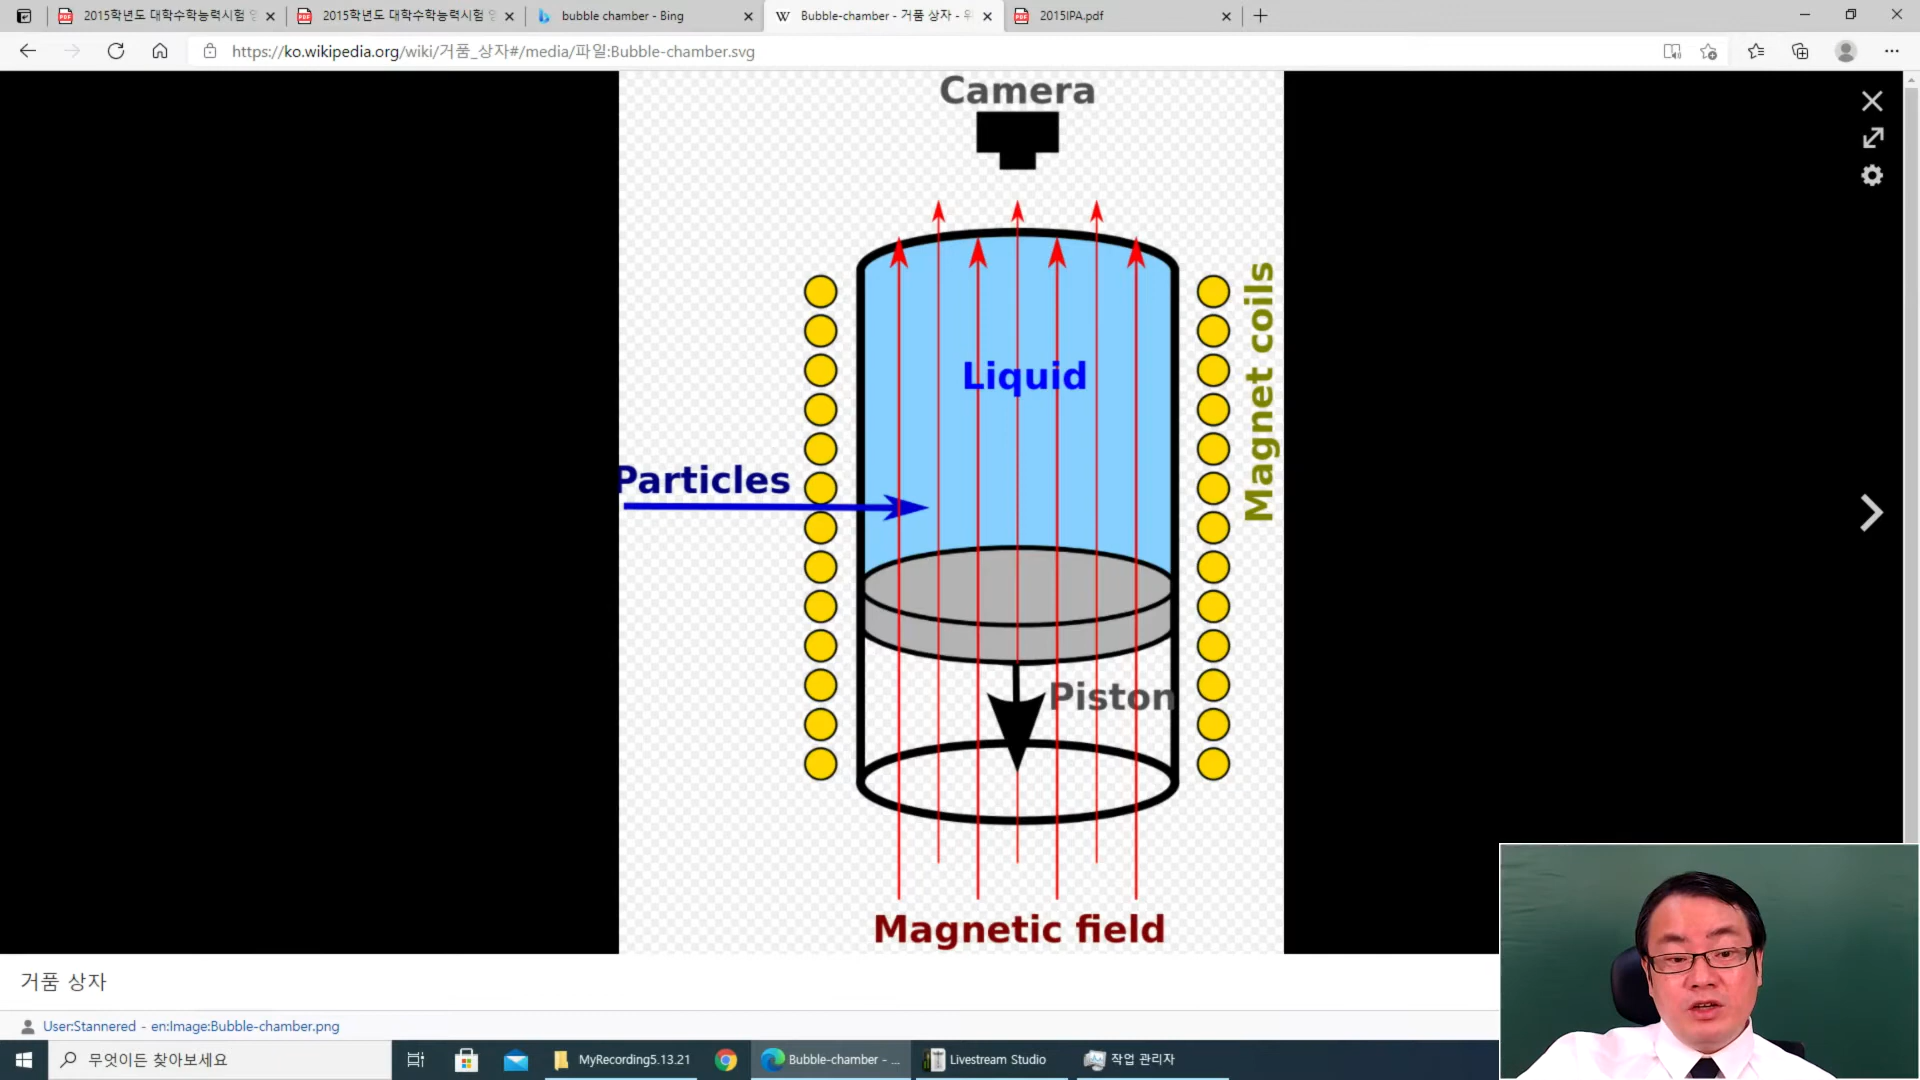 2015학년도 대학수학능력시험 영
2015학년도 대학수학능력시험 영
bubble chamber - Bing
Bubble-chamber - 거품 상자 - 위
2015IPA.pdf
https://ko.wikipedia.org/wiki/거품_상자#/media/파일:Bubble-chamber.svg
Camera
Liquid
Magnet coils
Particles
Piston
Magnetic field
거품 상자
User:Stannered - en:Image:Bubble-chamber.png
무엇이든 찾아보세요
MyRecording5.13.21
Bubble-chamber - ...
Livestream Studio
작업 관리자